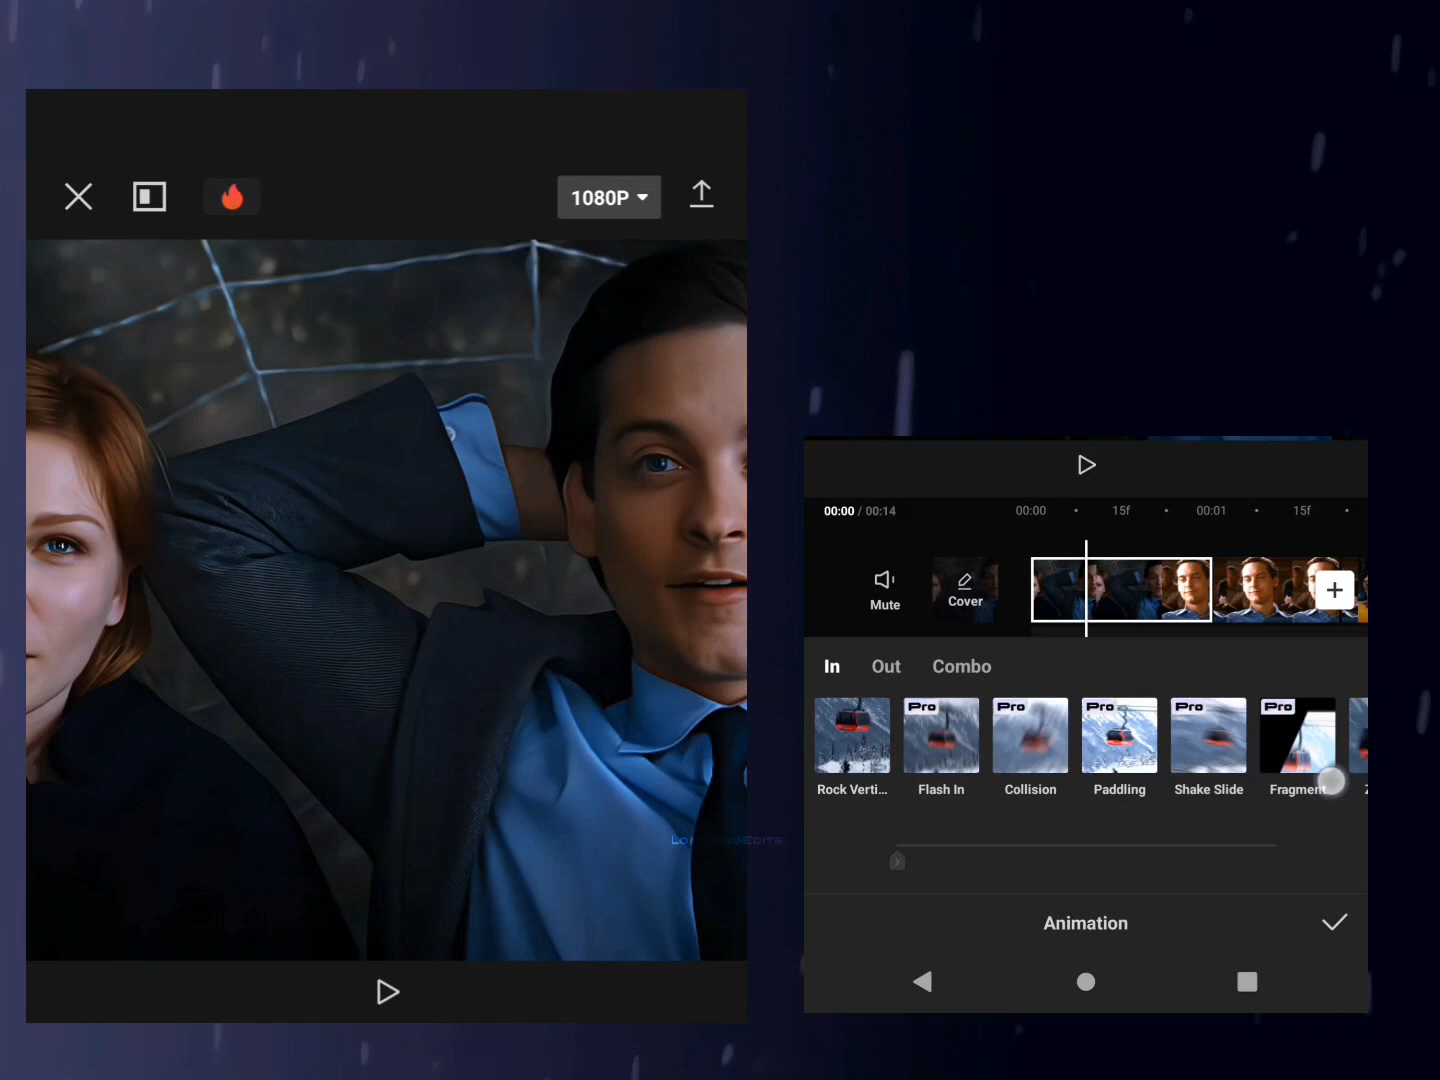 1080P
LondonsEdits
00:00 / 00:14
00:00
15f
00:01
15f
Mute
Cover
In
Out
Combo
Pro
Pro
Pro
Pro
Pro
Rock Verti...
Flash In
Collision
Paddling
Shake Slide
Fragment
Animation